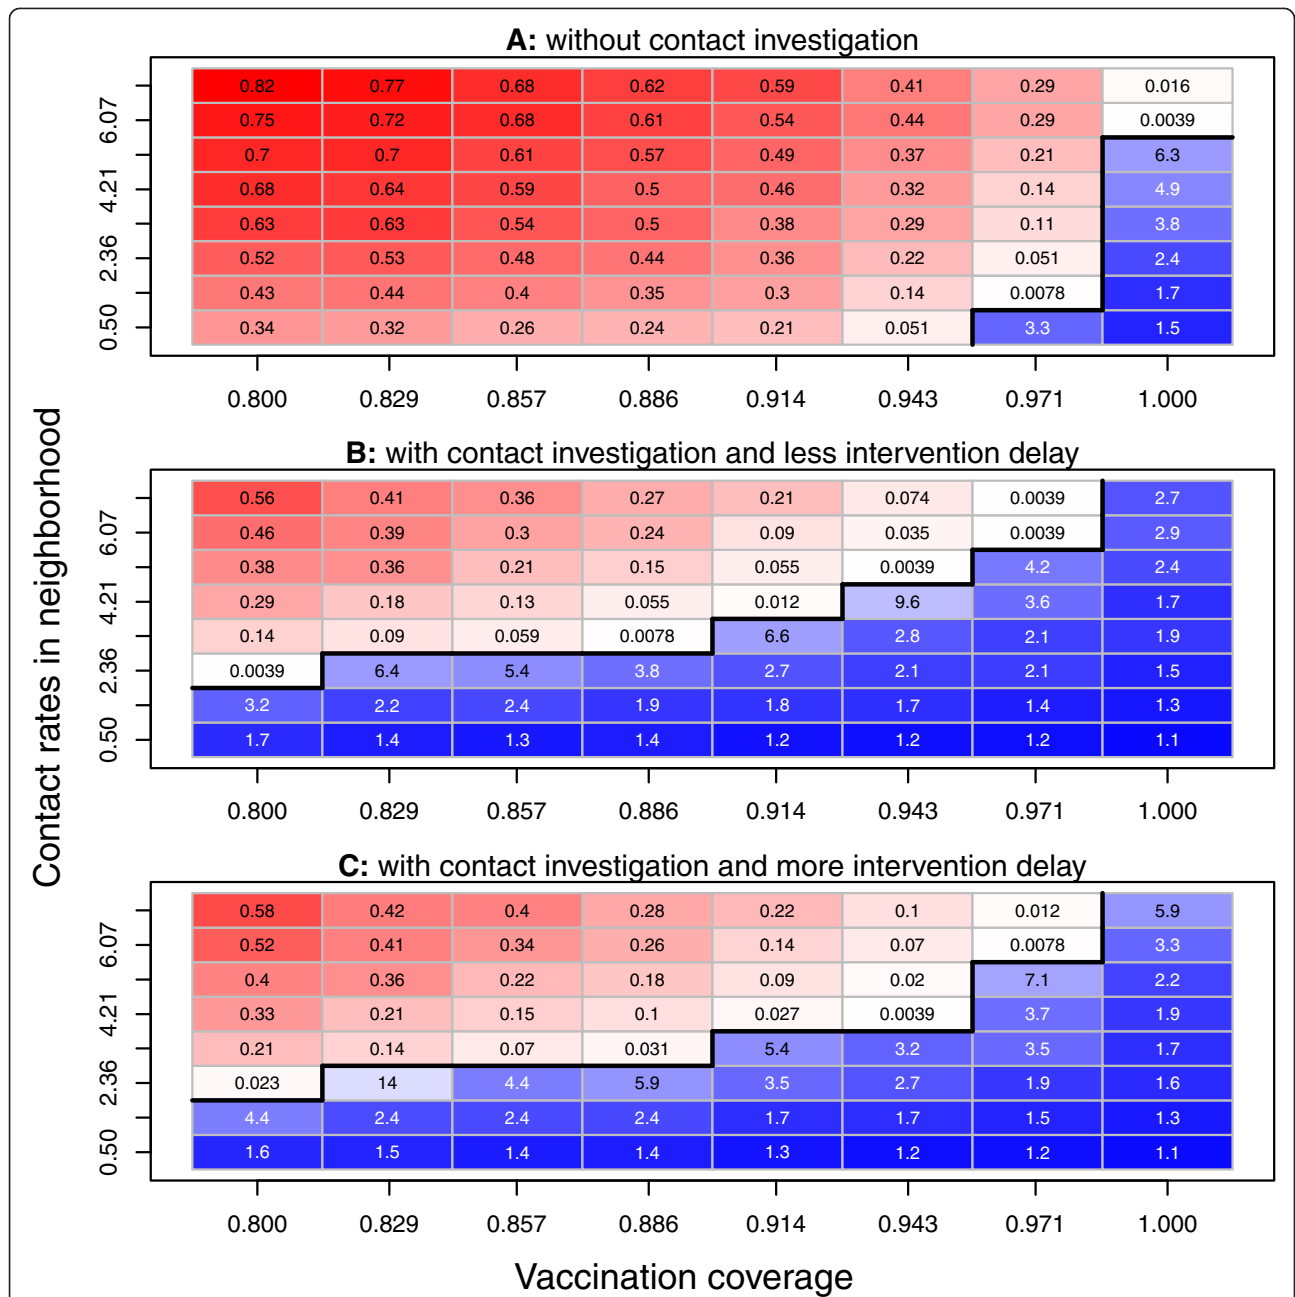 A: without contact investigation
0.82 0.77 0.68 0.62 0.59 0.41 0.29 0.016
6.07 0.75 0.72 0.68 0.61 0.54 0.44 0.29 0.0039
0.7 0.7 0.61 0.57 0.49 0.37 0.21 6.3
4.21 0.68 0.64 0.59 0.5 0.46 0.32 0.14 4.9
0.63 0.63 0.54 0.5 0.38 0.29 0.11 3.8
2.36 0.52 0.53 0.48 0.44 0.36 0.22 0.051 2.4
0.43 0.44 0.4 0.35 0.3 0.14 0.0078 1.7
0.50 0.34 0.32 0.26 0.24 0.21 0.051 3.3 1.5
0.800 0.829 0.857 0.886 0.914 0.943 0.971 1.000
Contact rates in neighborhood
B: with contact investigation and less intervention delay
0.56 0.41 0.36 0.27 0.21 0.074 0.0039 2.7
6.07 0.46 0.39 0.3 0.24 0.09 0.035 0.0039 2.9
0.38 0.36 0.21 0.15 0.055 0.0039 4.2 2.4
4.21 0.29 0.18 0.13 0.055 0.012 9.6 3.6 1.7
0.14 0.09 0.059 0.0078 6.6 2.8 2.1 1.9
2.36 0.0039 6.4 5.4 3.8 2.7 2.1 2.1 1.5
3.2 2.2 2.4 1.9 1.8 1.7 1.4 1.3
0.50 1.7 1.4 1.3 1.4 1.2 1.2 1.2 1.1
0.800 0.829 0.857 0.886 0.914 0.943 0.971 1.000
C: with contact investigation and more intervention delay
0.58 0.42 0.4 0.28 0.22 0.1 0.012 5.9
6.07 0.52 0.41 0.34 0.26 0.14 0.07 0.0078 3.3
0.4 0.36 0.22 0.18 0.09 0.02 7.1 2.2
4.21 0.33 0.21 0.15 0.1 0.027 0.0039 3.7 1.9
0.21 0.14 0.07 0.031 5.4 3.2 3.5 1.7
2.36 0.023 14 4.4 5.9 3.5 2.7 1.9 1.6
4.4 2.4 2.4 2.4 1.7 1.7 1.5 1.3
0.50 1.6 1.5 1.4 1.4 1.3 1.2 1.2 1.1
0.800 0.829 0.857 0.886 0.914 0.943 0.971 1.000
Vaccination coverage